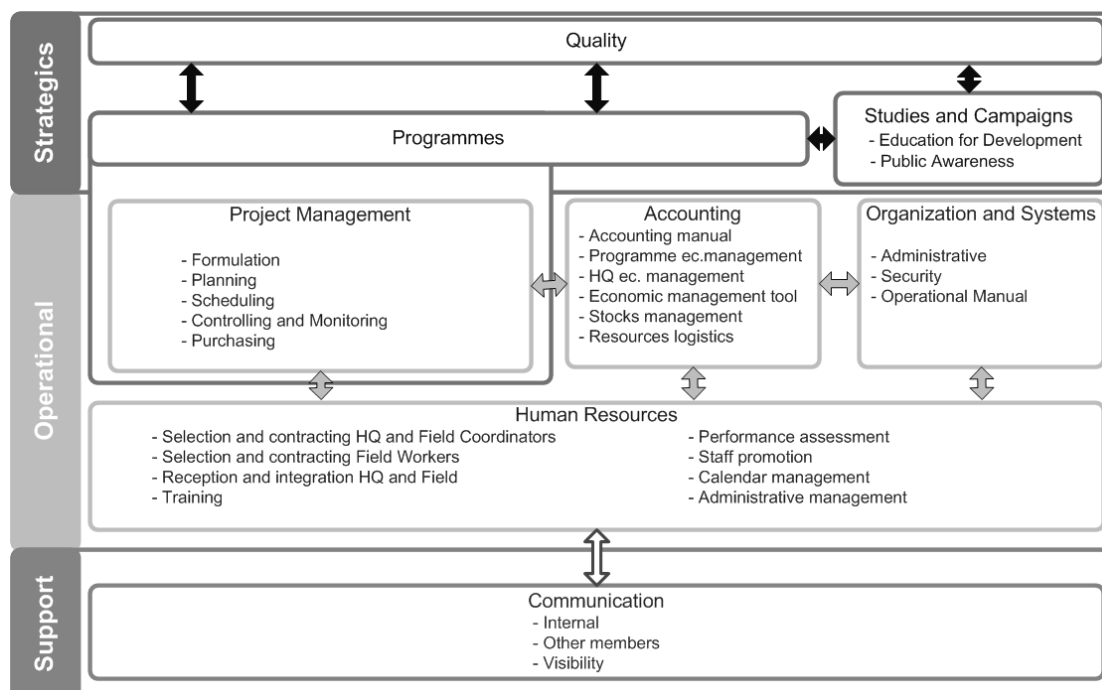 Strategics
Quality
Programmes
Studies and Campaigns
- Education for Development
- Public Awareness
Operational
Project Management
- Formulation
- Planning
- Scheduling
- Controlling and Monitoring
- Purchasing
Accounting
- Accounting manual
- Programme ec.management
- HQ ec. management
- Economic management tool
- Stocks management
- Resources logistics
Organization and Systems
- Administrative
- Security
- Operational Manual
Human Resources
- Selection and contracting HQ and Field Coordinators
- Selection and contracting Field Workers
- Reception and integration HQ and Field
- Training
- Performance assessment
- Staff promotion
- Calendar management
- Administrative management
Support
Communication
- Internal
- Other members
- Visibility